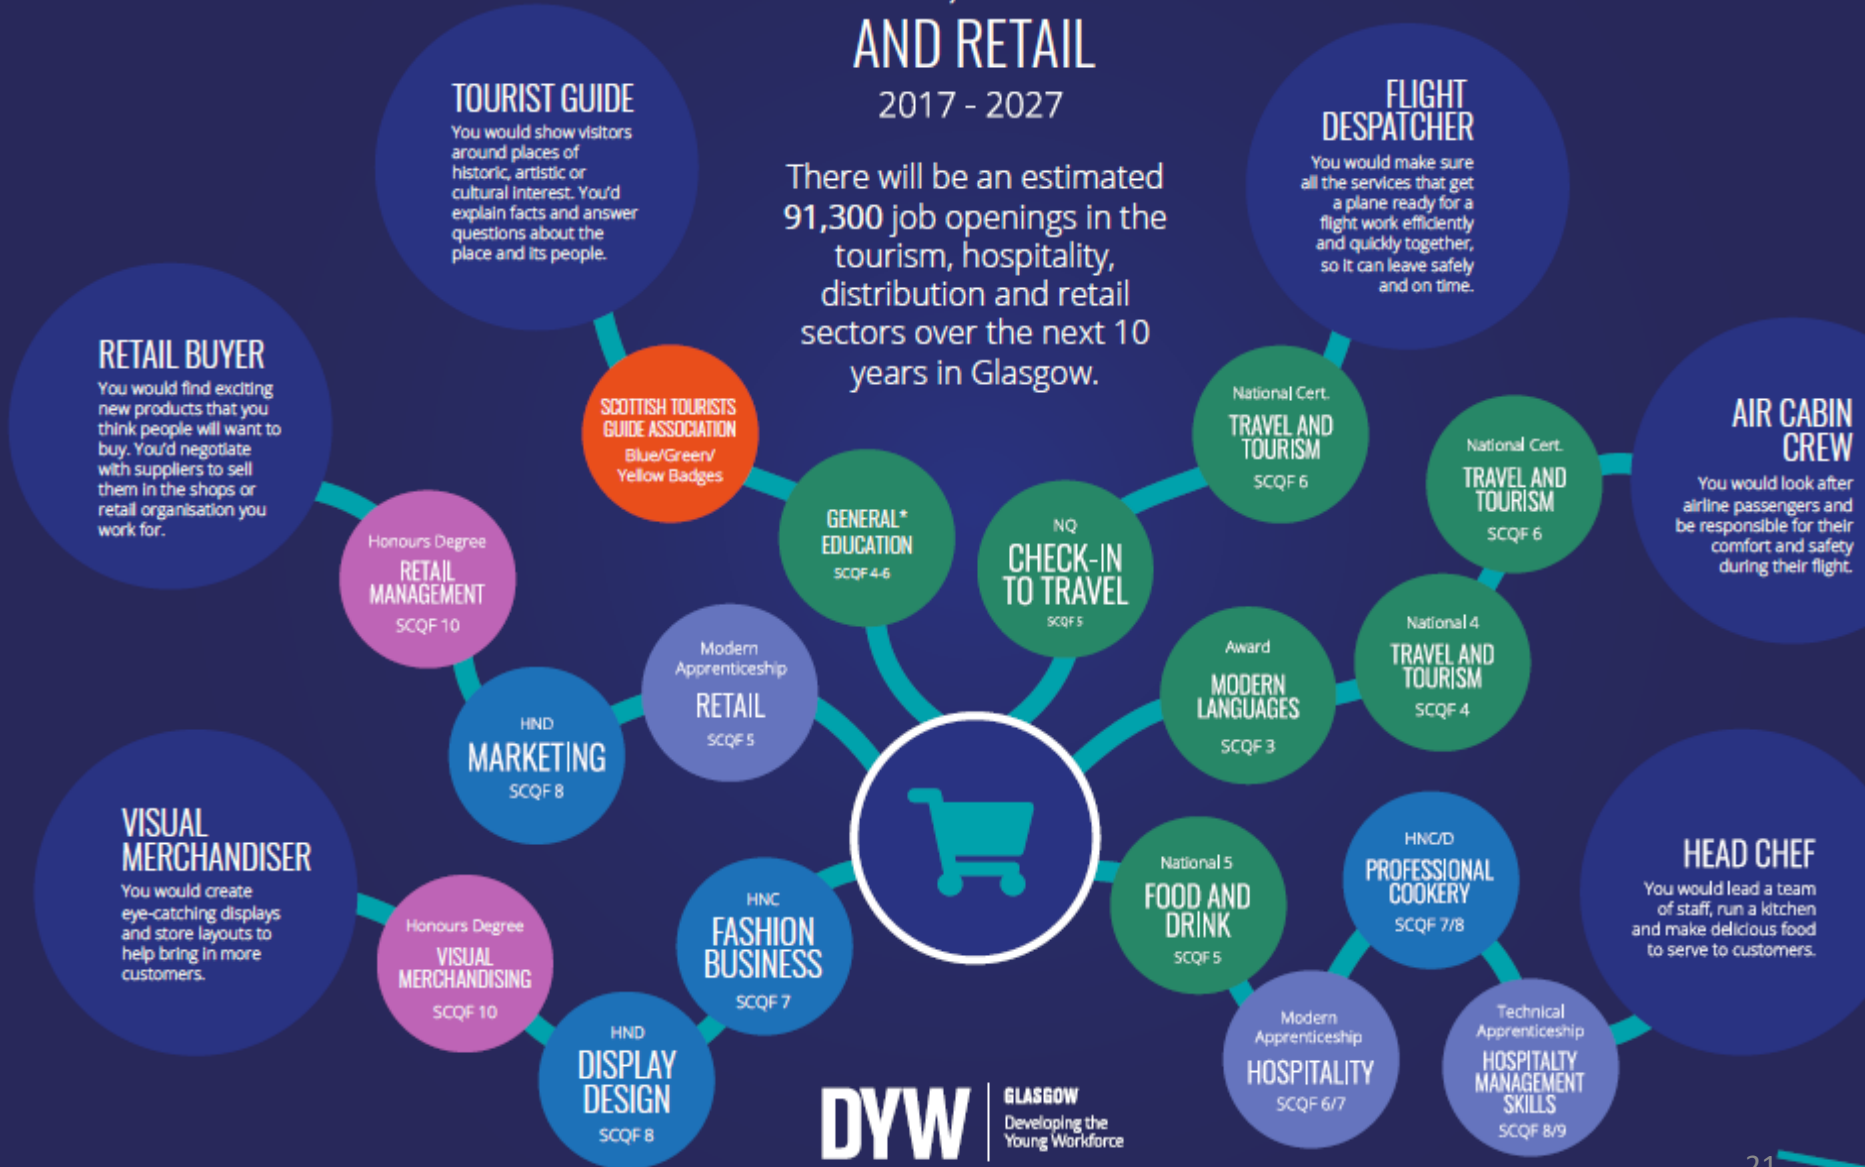 AND RETAIL
2017 - 2027
There will be an estimated
91,300 job openings in the
tourism, hospitality,
distribution and retail
sectors over the next 10
years in Glasgow.
TOURIST GUIDE
You would show visitors
around places of
historic, artistic or
cultural interest. You'd
explain facts and answer
questions about the
place and its people.
FLIGHT
DESPATCHER
You would make sure
all the services that get
a plane ready for a
flight work efficiently
and quickly together,
so it can leave safely
and on time.
RETAIL BUYER
You would find exciting
new products that you
think people will want to
buy. You'd negotiate
with suppliers to sell
them in the shops or
retail organisation you
work for.
SCOTTISH TOURISTS
GUIDE ASSOCIATION
Blue/Green/
Yellow Badges
GENERAL*
EDUCATION
SCQF 4-6
NQ
CHECK-IN
TO TRAVEL
SCQF 5
National Cert.
TRAVEL AND
TOURISM
SCQF 6
National Cert.
TRAVEL AND
TOURISM
SCQF 6
AIR CABIN
CREW
You would look after
airline passengers and
be responsible for their
comfort and safety
during their flight.
Honours Degree
RETAIL
MANAGEMENT
SCQF 10
HND
MARKETING
SCQF 8
Modern
Apprenticeship
RETAIL
SCQF 5
Award
MODERN
LANGUAGES
SCQF 3
National 4
TRAVEL AND
TOURISM
SCQF 4
VISUAL
MERCHANDISER
You would create
eye-catching displays
and store layouts to
help bring in more
customers.
Honours Degree
VISUAL
MERCHANDISING
SCQF 10
HND
DISPLAY
DESIGN
SCQF 8
HNC
FASHION
BUSINESS
SCQF 7
National 5
FOOD AND
DRINK
SCQF 5
Modern
Apprenticeship
HOSPITALITY
SCQF 6/7
HNC/D
PROFESSIONAL
COOKERY
SCQF 7/8
Technical
Apprenticeship
HOSPITALTY
MANAGEMENT
SKILLS
SCQF 8/9
HEAD CHEF
You would lead a team
of staff, run a kitchen
and make delicious food
to serve to customers.
DYW
GLASGOW
Developing the
Young Workforce
21